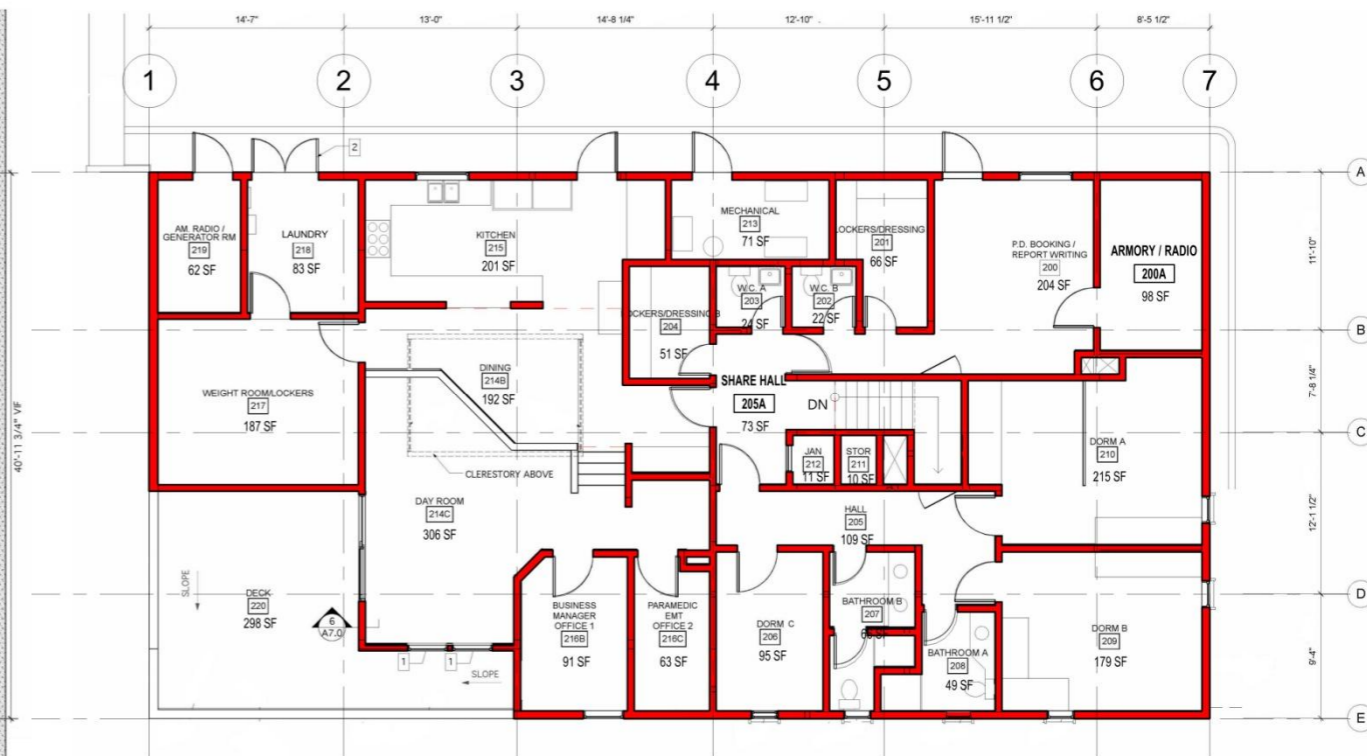 14'-7"
13'-0"
14'-8 1/4"
12'-10"
15'-11 1/2"
8'-5 1/2"
1
2
3
4
5
6
7
2
A
AM. RADIO /
GENERATOR RM
219
62 SF
LAUNDRY
218
83 SF
KITCHEN
215
201 SF
MECHANICAL
213
71 SF
LOCKERS/DRESSING
201
66 SF
P.D. BOOKING /
REPORT WRITING
200
204 SF
ARMORY / RADIO
200A
98 SF
11'-10"
W.C. A
203
24 SF
W.C. B
202
22 SF
LOCKERS/DRESSING B
204
51 SF
B
DINING
214B
192 SF
SHARE HALL
205A
73 SF
DN
7'-8 1/4"
WEIGHT ROOM/LOCKERS
217
187 SF
40'-11 3/4" VIF
C
CLERESTORY ABOVE
JAN
212
11 SF
STOR
211
10 SF
DORM A
210
215 SF
DAY ROOM
214C
306 SF
HALL
205
109 SF
12'-1 1/2"
SLOPE
DECK
220
298 SF
6
A7.0
D
BUSINESS
MANAGER
OFFICE 1
216B
91 SF
PARAMEDIC
EMT
OFFICE 2
216C
63 SF
DORM C
206
95 SF
BATHROOM B
207
SF
BATHROOM A
208
49 SF
DORM B
209
179 SF
9'-4"
1
1
SLOPE
E